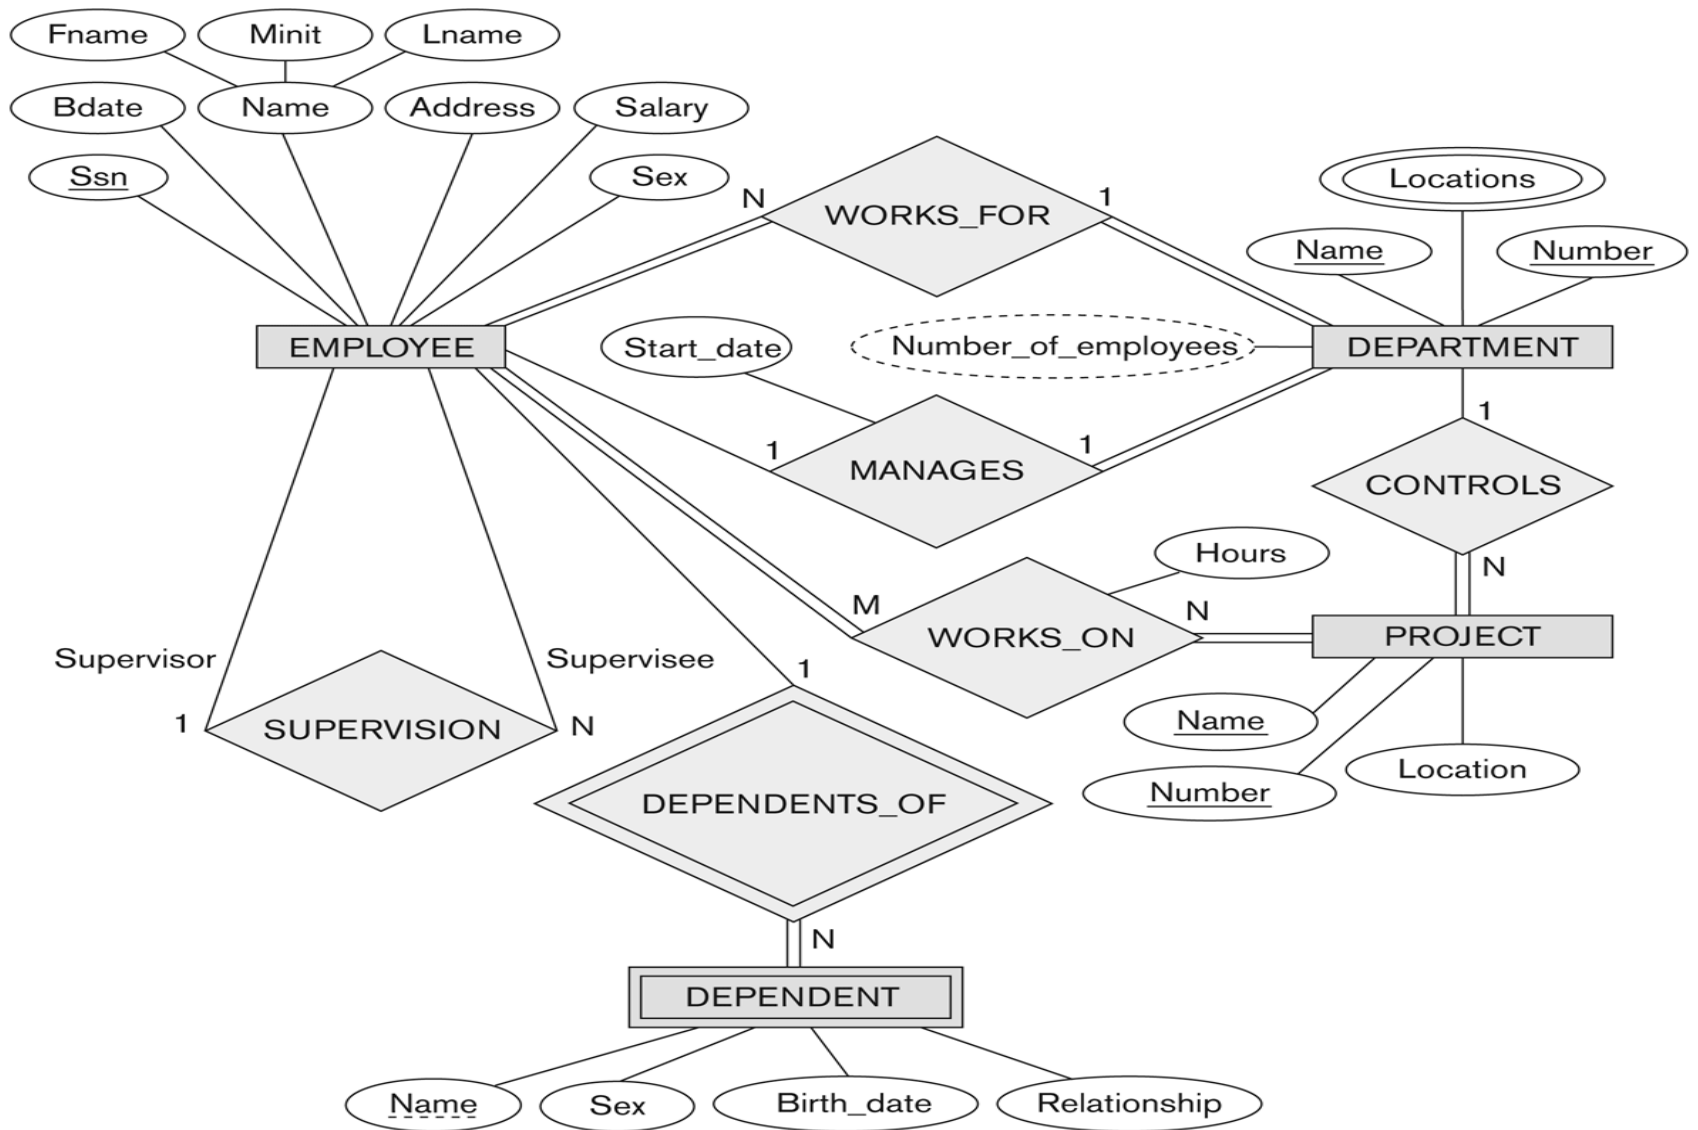 Fname
Minit
Lname
Bdate
Name
Address
Salary
Ssn
Sex
N
WORKS_FOR
1
Locations
Name
Number
EMPLOYEE
Start_date
Number_of_employees
DEPARTMENT
1
MANAGES
1
1
CONTROLS
N
Hours
M
WORKS_ON
N
PROJECT
Supervisor
Supervisee
1
SUPERVISION
N
1
Name
Number
Location
DEPENDENTS_OF
N
DEPENDENT
Name
Sex
Birth_date
Relationship